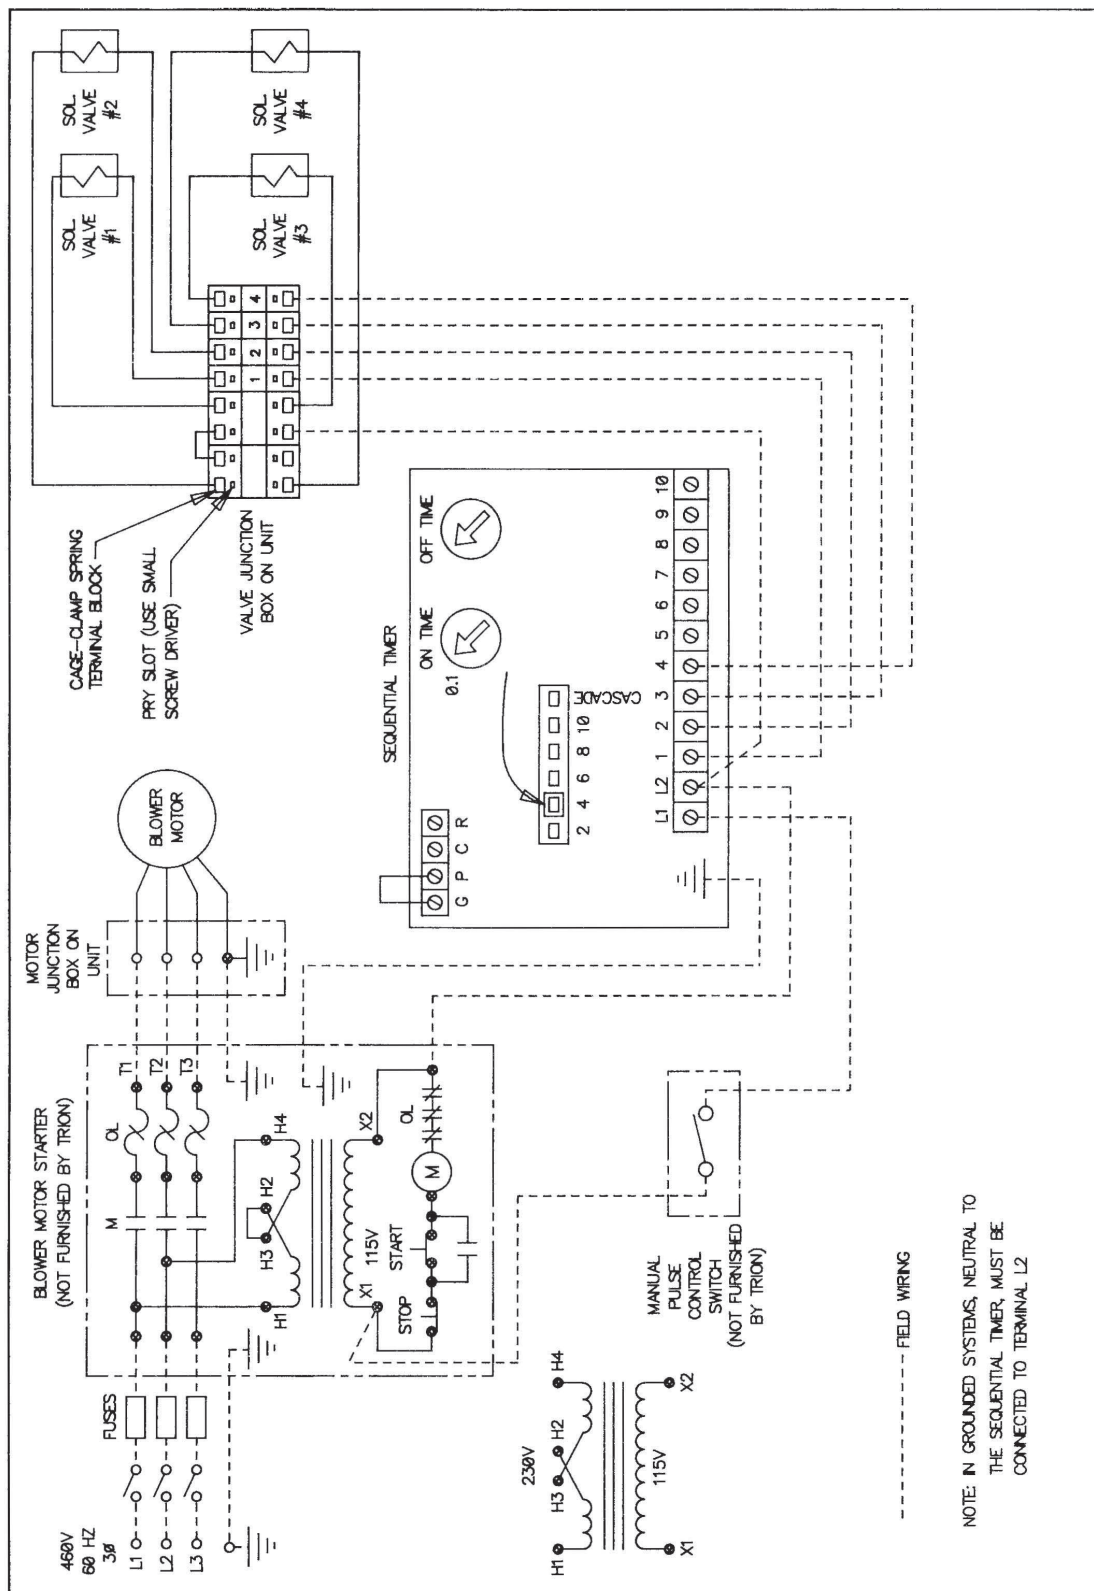 460V
60 HZ
3Ø
L1
L2
L3
FUSES
BLOWER MOTOR STARTER
(NOT FURNISHED BY TRION)
M
OL
T1
T2
T3
H1
H3
H2
H4
115V
X1
X2
STOP
START
M
OL
MOTOR
JUNCTION
BOX ON
UNIT
BLOWER
MOTOR
CAGE-CLAMP SPRING
TERMINAL BLOCK
PRY SLOT (USE SMALL
SCREW DRIVER)
VALVE JUNCTION
BOX ON UNIT
1
2
3
4
SOL.
VALVE
#1
SOL.
VALVE
#2
SOL.
VALVE
#3
SOL.
VALVE
#4
SEQUENTIAL TIMER
G P C R
0.1
ON TIME
OFF TIME
2 4 6 8 10 CASCADE
L1 L2 1 2 3 4 5 6 7 8 9 10
MANUAL
PULSE
CONTROL
SWITCH
(NOT FURNISHED
BY TRION)
230V
H1
H3
H2
H4
115V
X1
X2
FIELD WIRING
NOTE: IN GROUNDED SYSTEMS, NEUTRAL TO
THE SEQUENTIAL TIMER, MUST BE
CONNECTED TO TERMINAL L2